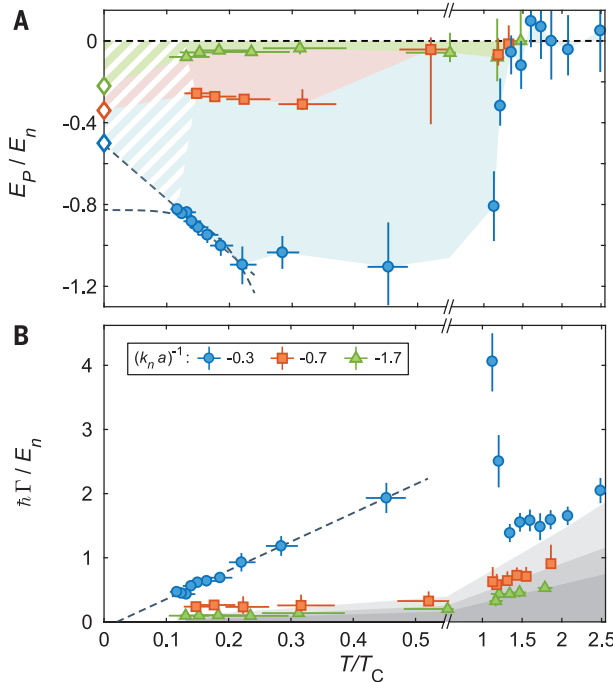 A
0
-0.4
-0.8
-1.2
E_P / E_n
B
(k_n a)^{-1} : -0.3 -0.7 -1.7
4
3
2
1
0
ħΓ / E_n
0 0.1 0.2 0.3 0.4 0.5 1 1.5 2 2.5
T/T_C